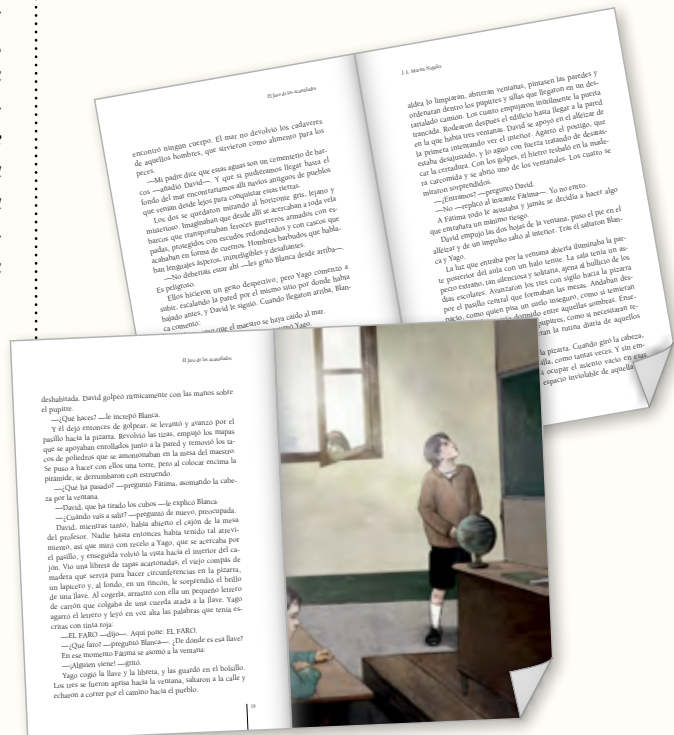 El faro de los acantilados
encontró ningún cuerpo. El mar no devolvió los cadáveres
de aquellos hombres, que sirvieron como alimento para los
peces.
—Mi padre dice que estas aguas son un cementerio de bar-
cos —añadió David—. Y que si pudiéramos llegar hasta el
fondo del mar encontraríamos allí navíos antiguos de pueblos
que venían desde lejos para conquistar estas tierras.
Los dos se quedaron mirando al horizonte gris, lejano y
misterioso. Imaginaban que desde allí se acercaban a toda vela
barcos que transportaban feroces guerreros armados con es-
padas, protegidos con escudos redondeados y con cascos que
acababan en forma de cuernos. Hombres barbudos que habla-
ban lenguajes ásperos, ininteligibles y desafiantes.
—No deberíais estar ahí —les gritó Blanca desde arriba—.
Es peligroso.
Ellos hicieron un gesto despectivo, pero Yago comenzó a
subir, escalando la pared por el mismo sitio por donde había
bajado antes, y David le siguió. Cuando llegaron arriba, Blan-
ca comentó:
que el maestro se haya caído al mar.
Yago.
J. L. Martín Nogales
aldea lo limpiaran, abrieran ventanas, pintasen las paredes y
ordenaran dentro los pupitres y sillas que llegaron en un des-
tartalado camión. Los cuatro empujaron inútilmente la puerta
trancada. Rodearon después el edificio hasta llegar a la pared
en la que había tres ventanas. David se apoyó en el alféizar de
la primera intentando ver el interior. Agarró el postigo, que
estaba desajustado, y lo agitó con fuerza tratando de desatas-
car la cerradura. Con los golpes, el hierro resbaló en la made-
ra carcomida y se abrió uno de los ventanales. Los cuatro se
miraron sorprendidos.
—¿Entramos? —preguntó David.
—No —replicó al instante Fátima—. Yo no entro.
A Fátima todo le asustaba y jamás se decidía a hacer algo
que entrañara un mínimo riesgo.
David empujó las dos hojas de la ventana, puso el pie en el
alféizar y de un impulso saltó al interior. Tras él saltaron Blan-
ca y Yago.
La luz que entraba por la ventana abierta iluminaba la par-
te posterior del aula con un halo tenue. La sala tenía un as-
pecto extraño, tan silenciosa y solitaria, ajena al bullicio de los
días escolares. Avanzaron los tres con sigilo hacia la pizarra
por el pasillo central que formaban las mesas. Andaban des-
pacio, como quien pisa un suelo inseguro, como si temieran
dormido entre aquellas sombras.
pupitres, como si necesitaran
la rutina diaria de aquellos
la pizarra. Cuando giró la cabeza,
silla, como tantas veces. Y sin em-
ocupar el asiento vacío en esas
espacio inviolable de aquella
El faro de los acantilados
deshabitada. David golpeó rítmicamente con las manos sobre
el pupitre.
—¿Qué haces? —le increpó Blanca.
Y él dejó entonces de golpear, se levantó y avanzó por el
pasillo hacia la pizarra. Revolvió las tizas, empujó los mapas
que se apoyaban enrollados junto a la pared y removió los ta-
cos de poliedros que se amontonaban en la mesa del maestro.
Se puso a hacer con ellos una torre, pero al colocar encima la
pirámide, se derrumbaron con estruendo.
—¿Qué ha pasado? —preguntó Fátima, asomando la cabe-
za por la ventana.
—David, que ha tirado los cubos —le explicó Blanca.
—¿Cuándo vais a salir? —preguntó de nuevo, preocupada.
David, mientras tanto, había abierto el cajón de la mesa
del profesor. Nadie hasta entonces había tenido tal atrevi-
miento, así que miró con recelo a Yago, que se acercaba por
el pasillo, y enseguida volvió la vista hacia el interior del ca-
jón. Vio una libreta de tapas acartonadas, el viejo compás de
madera que servía para hacer circunferencias en la pizarra,
un lapicero y, al fondo, en un rincón, le sorprendió el brillo
de una llave. Al cogerla, arrastró con ella un pequeño letrero
de cartón que colgaba de una cuerda atada a la llave. Yago
agarró el letrero y leyó en voz alta las palabras que tenía es-
critas con tinta roja:
—EL FARO —dijo—. Aquí pone: EL FARO.
—¿Qué faro? —preguntó Blanca—. ¿De dónde es esa llave?
En ese momento Fátima se asomó a la ventana:
—¡Alguien viene! —gritó.
Yago cogió la llave y la libreta, y las guardó en el bolsillo.
Los tres se fueron aprisa hacia la ventana, saltaron a la calle y
echaron a correr por el camino hacia el pueblo.
19